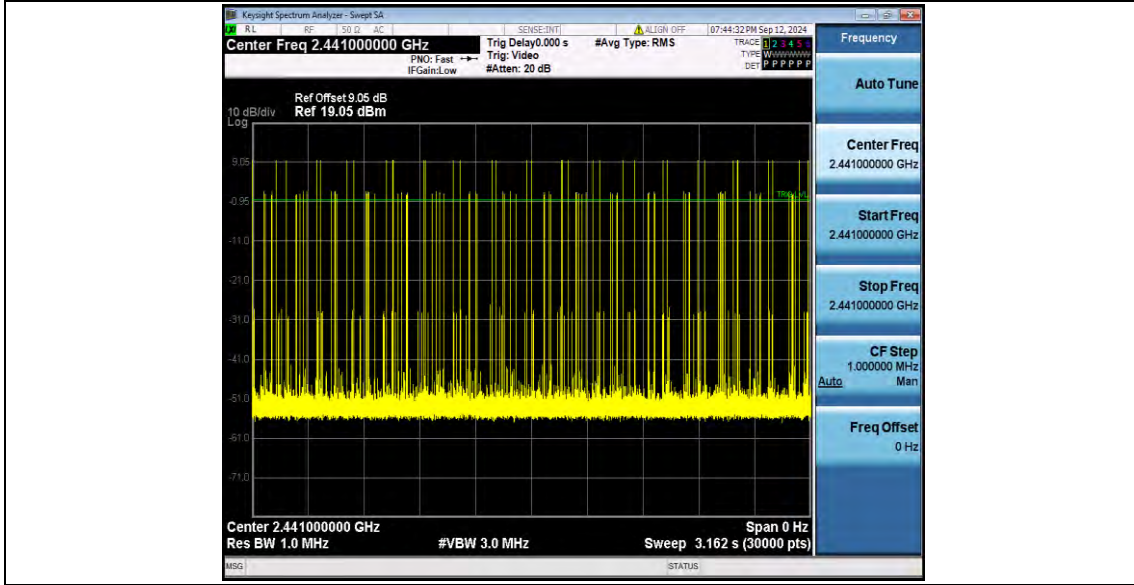 Keysight Spectrum Analyzer - Swept SA
RL RF 50 Ω AC SENSE:INT ALIGN OFF 07:44:32 PM Sep 12, 2024
Center Freq 2.441000000 GHz
PNO: Fast
IFGain:Low
Trig Delay0.000 s
Trig: Video
#Atten: 20 dB
#Avg Type: RMS
TRACE 1 2 3 4 5 6
TYPE WWWWWW
DET P P P P P P
Ref Offset 9.05 dB
10 dB/div Ref 19.05 dBm
Log
9.05
-0.95
-11.0
-21.0
-31.0
-41.0
-51.0
-61.0
-71.0
TRIG LVL
Center 2.441000000 GHz Span 0 Hz
Res BW 1.0 MHz #VBW 3.0 MHz Sweep 3.162 s (30000 pts)
MSG STATUS
Frequency
Auto Tune
Center Freq
2.441000000 GHz
Start Freq
2.441000000 GHz
Stop Freq
2.441000000 GHz
CF Step
1.000000 MHz
Auto Man
Freq Offset
0 Hz